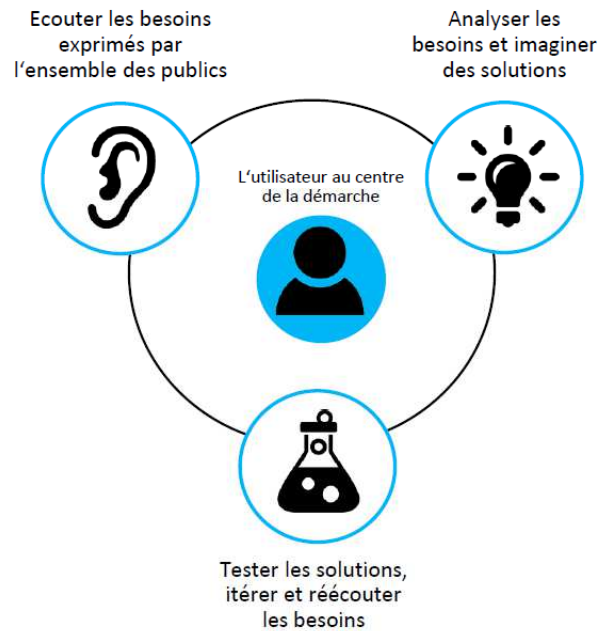 Ecouter les besoins
exprimés par
l'ensemble des publics
Analyser les
besoins et imaginer
des solutions
L'utilisateur au centre
de la démarche
Tester les solutions,
itérer et réécouter
les besoins